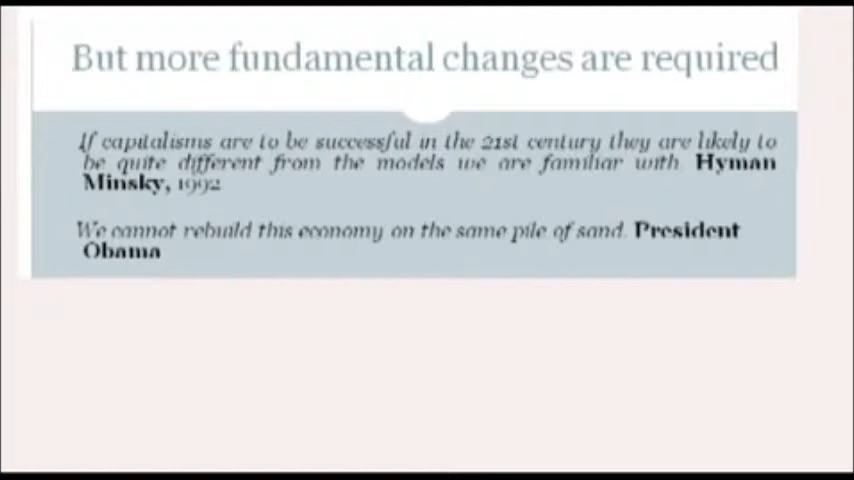 But more fundamental changes are required
If capitalisms are to be successful in the 21st century they are likely to
be quite different from the models we are familiar with. Hyman
Minsky, 1992
We cannot rebuild this economy on the same pile of sand. President
Obama